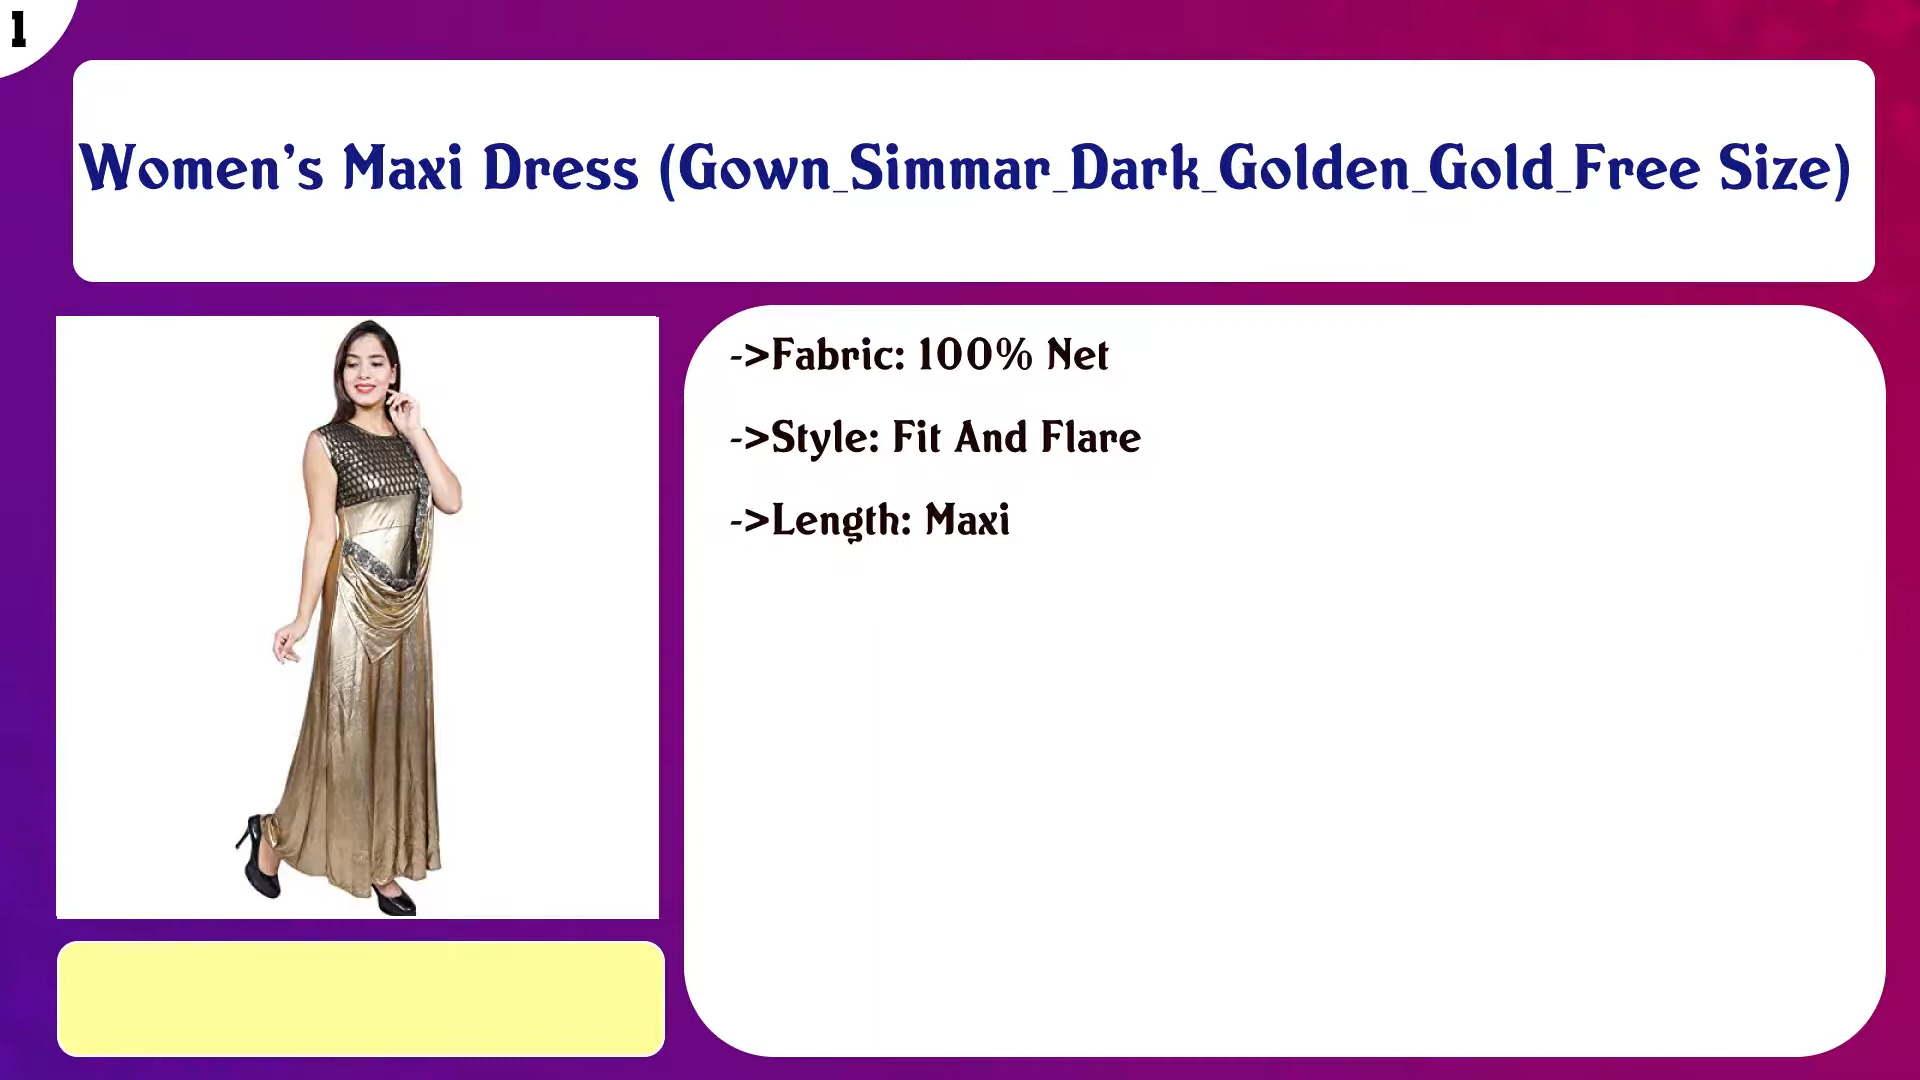 1
Women's Maxi Dress (Gown_Simmar_Dark_Golden_Gold_Free Size)
->Fabric: 100% Net
->Style: Fit And Flare
->Length: Maxi